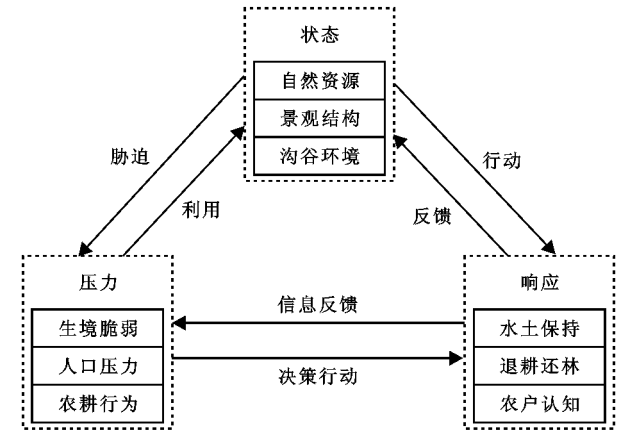 状态
自然资源
景观结构
沟谷环境
胁迫
利用
行动
反馈
压力
生境脆弱
人口压力
农耕行为
信息反馈
决策行动
响应
水土保持
退耕还林
农户认知